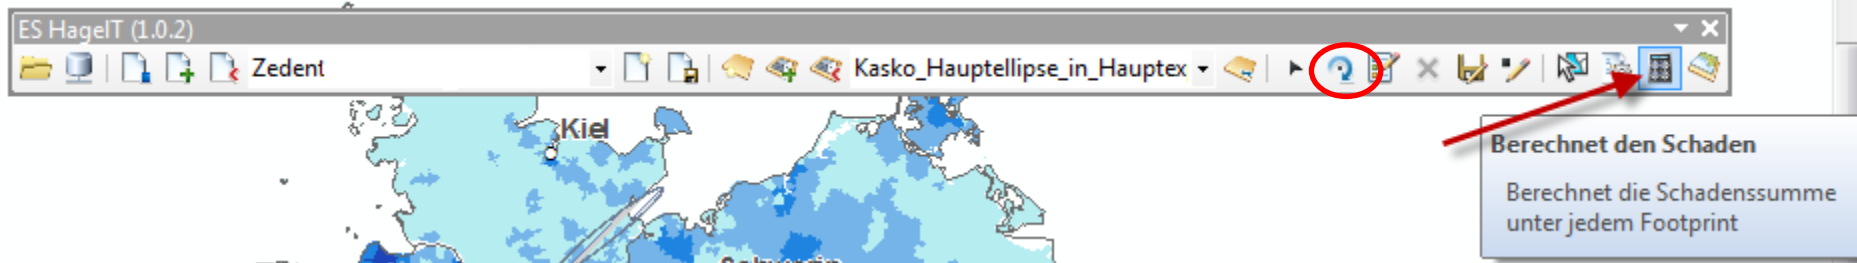 ES HagelT (1.0.2)
Zedent
Kasko_Hauptellipse_in_Hauptex
Kiel
Berechnet den Schaden
Berechnet die Schadenssumme
unter jedem Footprint